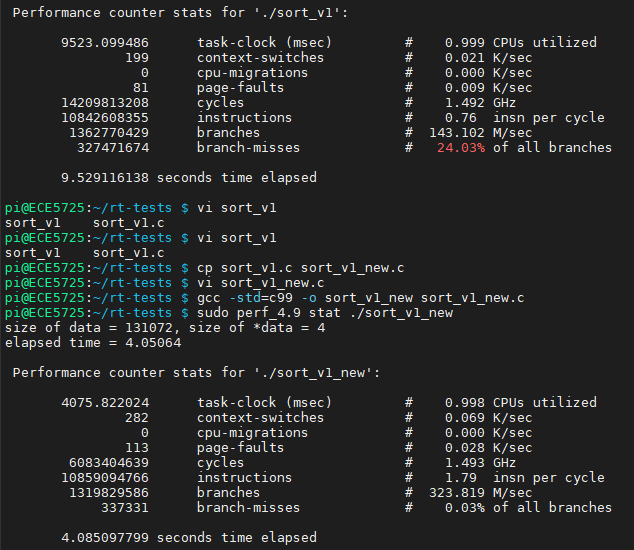 Performance counter stats for './sort_v1':
9523.099486 task-clock (msec) # 0.999 CPUs utilized
199 context-switches # 0.021 K/sec
0 cpu-migrations # 0.000 K/sec
81 page-faults # 0.009 K/sec
14209813208 cycles # 1.492 GHz
10842608355 instructions # 0.76 insn per cycle
1362770429 branches # 143.102 M/sec
327471674 branch-misses # 24.03% of all branches
9.529116138 seconds time elapsed
pi@ECE5725:~/rt-tests $ vi sort_v1
sort_v1 sort_v1.c
pi@ECE5725:~/rt-tests $ vi sort_v1
sort_v1 sort_v1.c
pi@ECE5725:~/rt-tests $ cp sort_v1.c sort_v1_new.c
pi@ECE5725:~/rt-tests $ vi sort_v1_new.c
pi@ECE5725:~/rt-tests $ gcc -std=c99 -o sort_v1_new sort_v1_new.c
pi@ECE5725:~/rt-tests $ sudo perf_4.9 stat ./sort_v1_new
size of data = 131072, size of *data = 4
elapsed time = 4.05064
Performance counter stats for './sort_v1_new':
4075.822024 task-clock (msec) # 0.998 CPUs utilized
282 context-switches # 0.069 K/sec
0 cpu-migrations # 0.000 K/sec
113 page-faults # 0.028 K/sec
6083404639 cycles # 1.493 GHz
10859094766 instructions # 1.79 insn per cycle
1319829586 branches # 323.819 M/sec
337331 branch-misses # 0.03% of all branches
4.085097799 seconds time elapsed